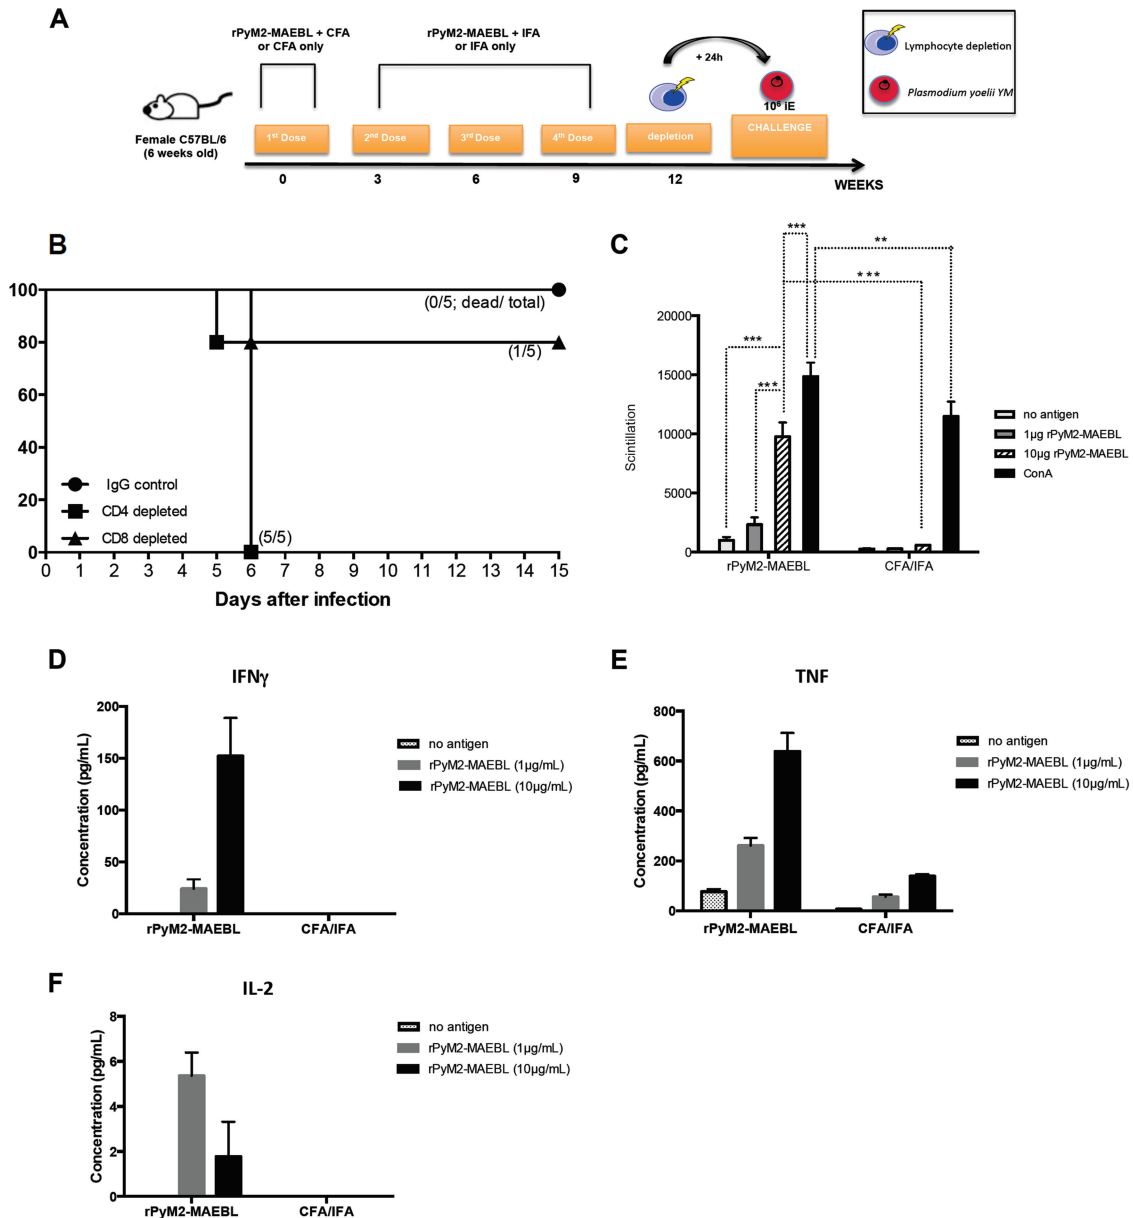 A
rPyM2-MAEBL + CFA
or CFA only
rPyM2-MAEBL + IFA
or IFA only
+ 24h
10⁶ iE
Lymphocyte depletion
Plasmodium yoelii YM
Female C57BL/6
(6 weeks old)
1st Dose
2nd Dose
3rd Dose
4th Dose
depletion
CHALLENGE
0 3 6 9 12
WEEKS
B
100
80
60
40
20
0
(0/5; dead/ total)
(1/5)
(5/5)
IgG control
CD4 depleted
CD8 depleted
0 1 2 3 4 5 6 7 8 9 10 11 12 13 14 15
Days after infection
C
***
**
***
***
***
20000
15000
10000
5000
0
Scintillation
rPyM2-MAEBL CFA/IFA
no antigen
1µg rPyM2-MAEBL
10µg rPyM2-MAEBL
ConA
D
IFNγ
200
150
100
50
0
Concentration (pg/mL)
rPyM2-MAEBL CFA/IFA
no antigen
rPyM2-MAEBL (1µg/mL)
rPyM2-MAEBL (10µg/mL)
E
TNF
800
600
400
200
0
Concentration (pg/mL)
rPyM2-MAEBL CFA/IFA
no antigen
rPyM2-MAEBL (1µg/mL)
rPyM2-MAEBL (10µg/mL)
F
IL-2
8
6
4
2
0
Concentration (pg/mL)
rPyM2-MAEBL CFA/IFA
no antigen
rPyM2-MAEBL (1µg/mL)
rPyM2-MAEBL (10µg/mL)